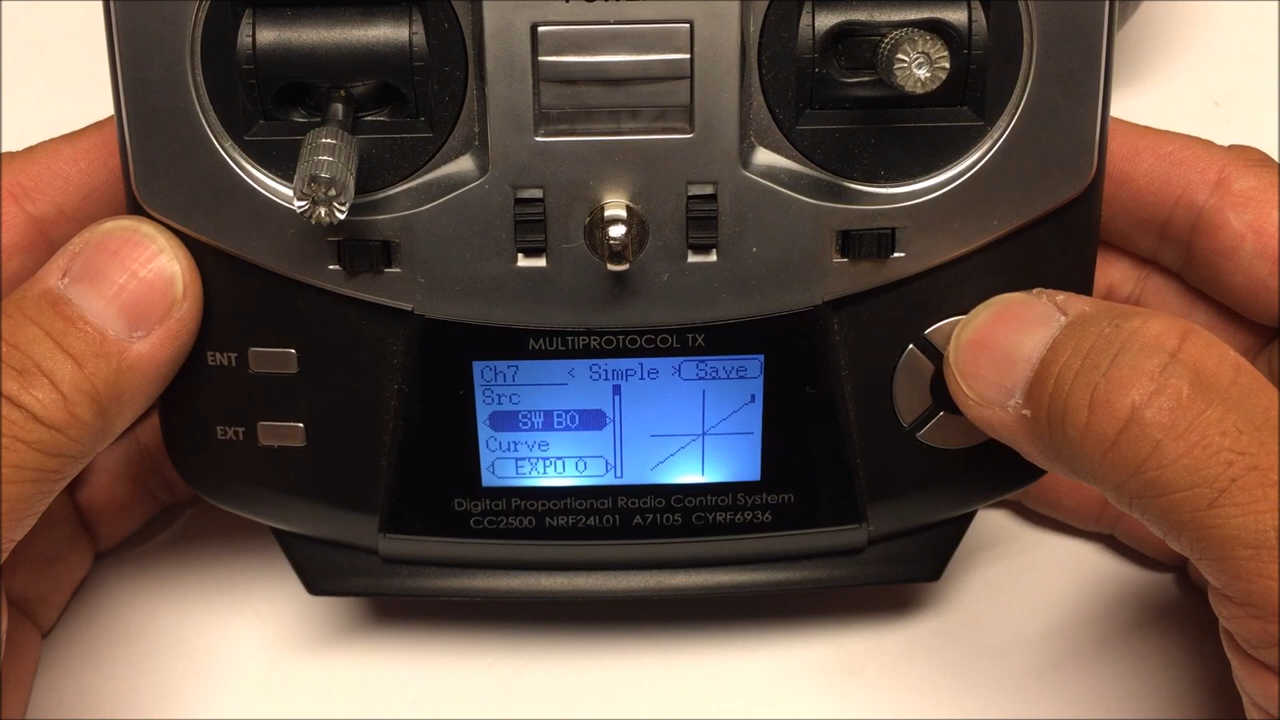 MULTIPROTOCOL TX
Ch7 < Simple > Save
Src
SW B0
Curve
EXPO 0
ENT
EXT
Digital Proportional Radio Control System
CC2500 NRF24L01 A7105 CYRF6936